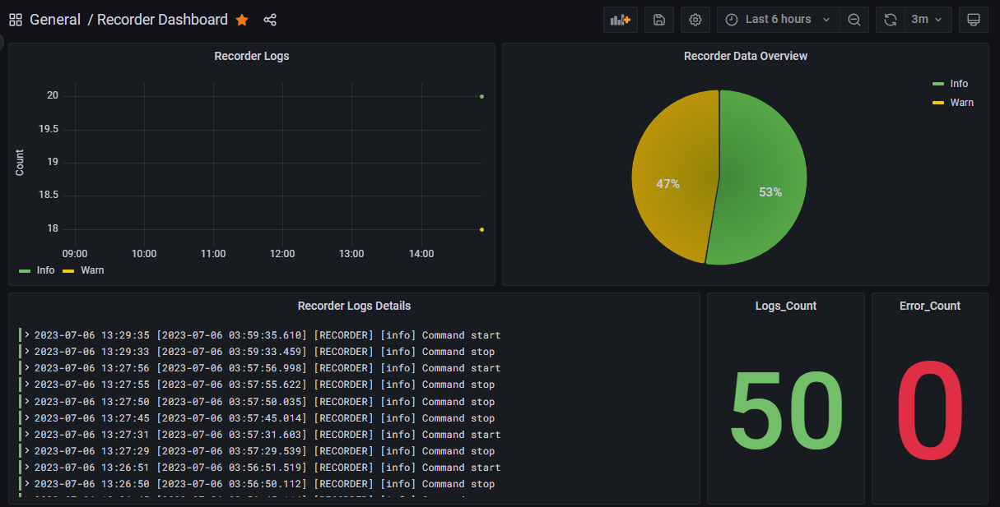 General / Recorder Dashboard
Last 6 hours
3m
Recorder Logs
Count
20
19.5
19
18.5
18
09:00 10:00 11:00 12:00 13:00 14:00
Info Warn
Recorder Data Overview
Info
Warn
47%
53%
Recorder Logs Details
2023-07-06 13:29:35 [2023-07-06 03:59:35.610] [RECORDER] [info] Command start
2023-07-06 13:29:33 [2023-07-06 03:59:33.459] [RECORDER] [info] Command stop
2023-07-06 13:27:56 [2023-07-06 03:57:56.998] [RECORDER] [info] Command start
2023-07-06 13:27:55 [2023-07-06 03:57:55.622] [RECORDER] [info] Command stop
2023-07-06 13:27:50 [2023-07-06 03:57:50.035] [RECORDER] [info] Command stop
2023-07-06 13:27:45 [2023-07-06 03:57:45.014] [RECORDER] [info] Command stop
2023-07-06 13:27:31 [2023-07-06 03:57:31.603] [RECORDER] [info] Command start
2023-07-06 13:27:29 [2023-07-06 03:57:29.539] [RECORDER] [info] Command stop
2023-07-06 13:26:51 [2023-07-06 03:56:51.519] [RECORDER] [info] Command start
2023-07-06 13:26:50 [2023-07-06 03:56:50.112] [RECORDER] [info] Command stop
Logs_Count
50
Error_Count
0